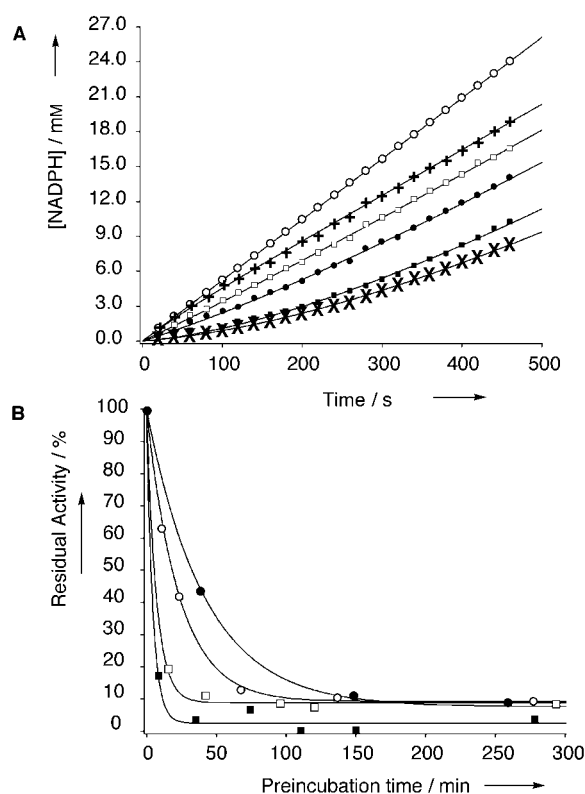 A
[NADPH] / mM
27.0
24.0
21.0
18.0
15.0
12.0
9.0
6.0
3.0
0.0
0 100 200 300 400 500
Time / s
B
Residual Activity / %
100
90
80
70
60
50
40
30
20
10
0
0 50 100 150 200 250 300
Preincubation time / min